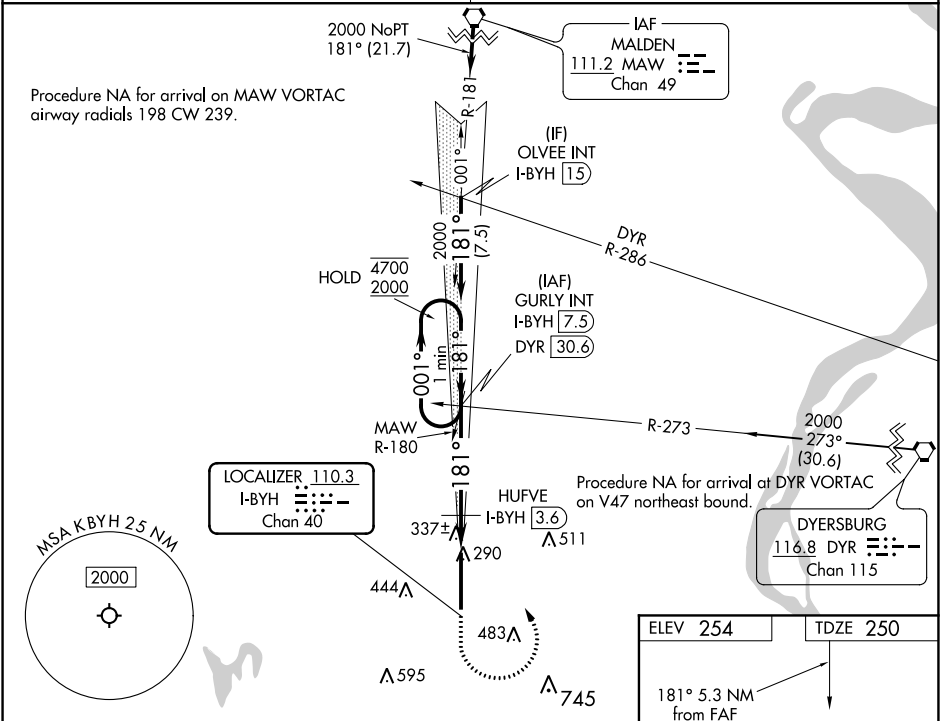 2000 NoPT
181° (21.7)
IAF
MALDEN
111.2 MAW
Chan 49
R-181
Procedure NA for arrival on MAW VORTAC
airway radials 198 CW 239.
(IF)
OLVEE INT
I-BYH 15
001°
2000
181°
(7.5)
DYR
R-286
HOLD
4700
2000
(IAF)
GURLY INT
I-BYH 7.5
DYR 30.6
001°
1 min
181°
MAW
R-180
R-273
2000
273°
(30.6)
181°
Procedure NA for arrival at DYR VORTAC
on V47 northeast bound.
LOCALIZER 110.3
I-BYH
Chan 40
HUFVE
I-BYH 3.6
337±
511
290
DYERSBURG
116.8 DYR
Chan 115
MSA KBYH 25 NM
2000
444
483
595
745
ELEV 254
TDZE 250
181° 5.3 NM
from FAF